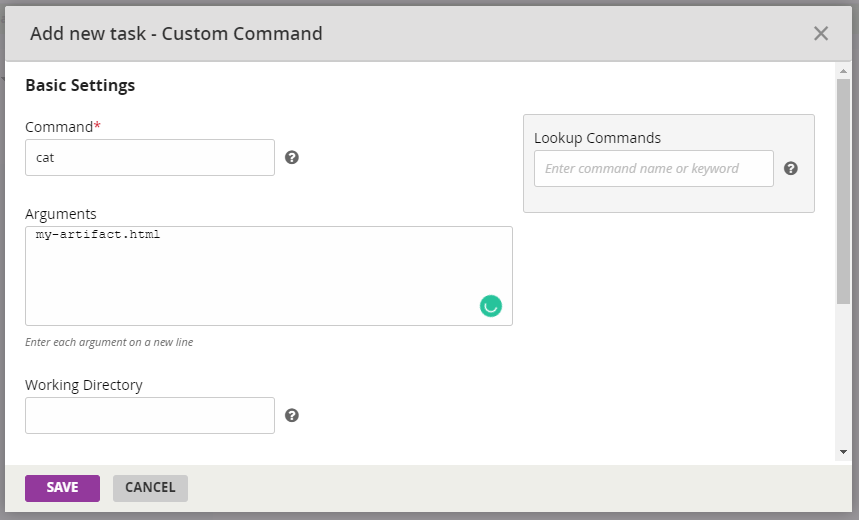 Add new task - Custom Command
Basic Settings
Command*
cat
Lookup Commands
Enter command name or keyword
Arguments
my-artifact.html
Enter each argument on a new line
Working Directory
SAVE
CANCEL